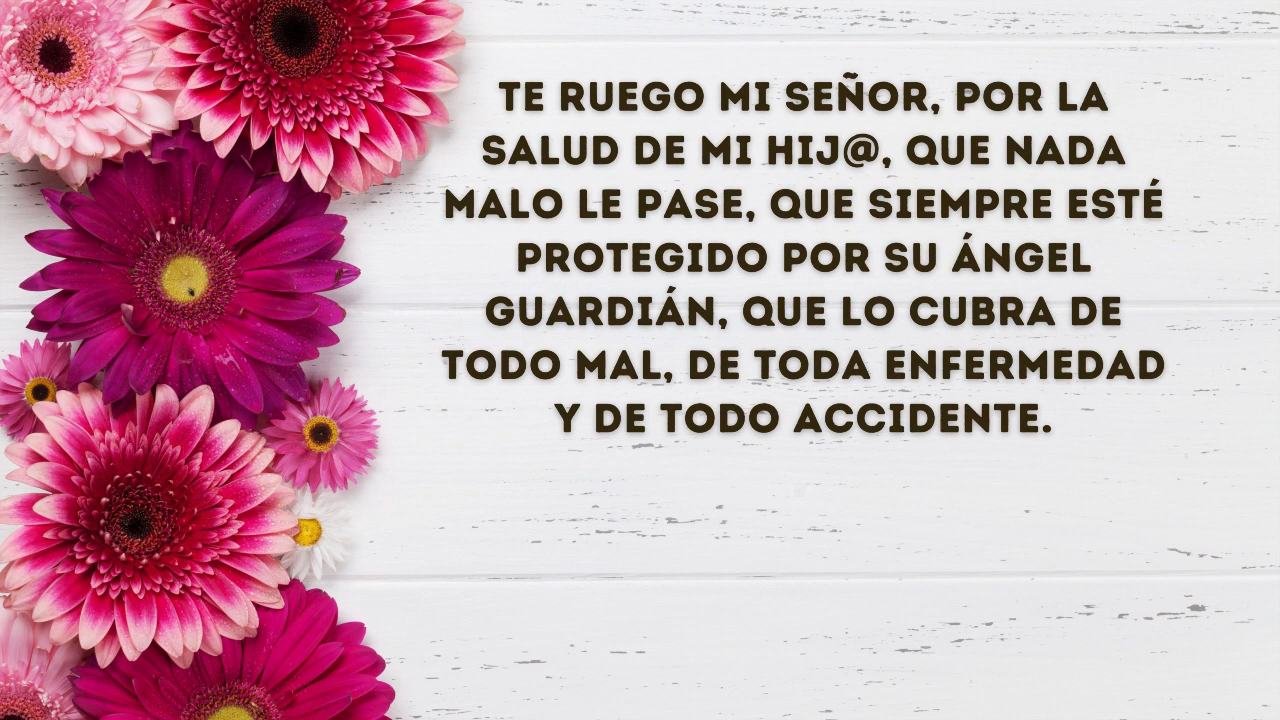 TE RUEGO MI SEÑOR, POR LA
SALUD DE MI HIJ@, QUE NADA
MALO LE PASE, QUE SIEMPRE ESTÉ
PROTEGIDO POR SU ÁNGEL
GUARDIÁN, QUE LO CUBRA DE
TODO MAL, DE TODA ENFERMEDAD
Y DE TODO ACCIDENTE.